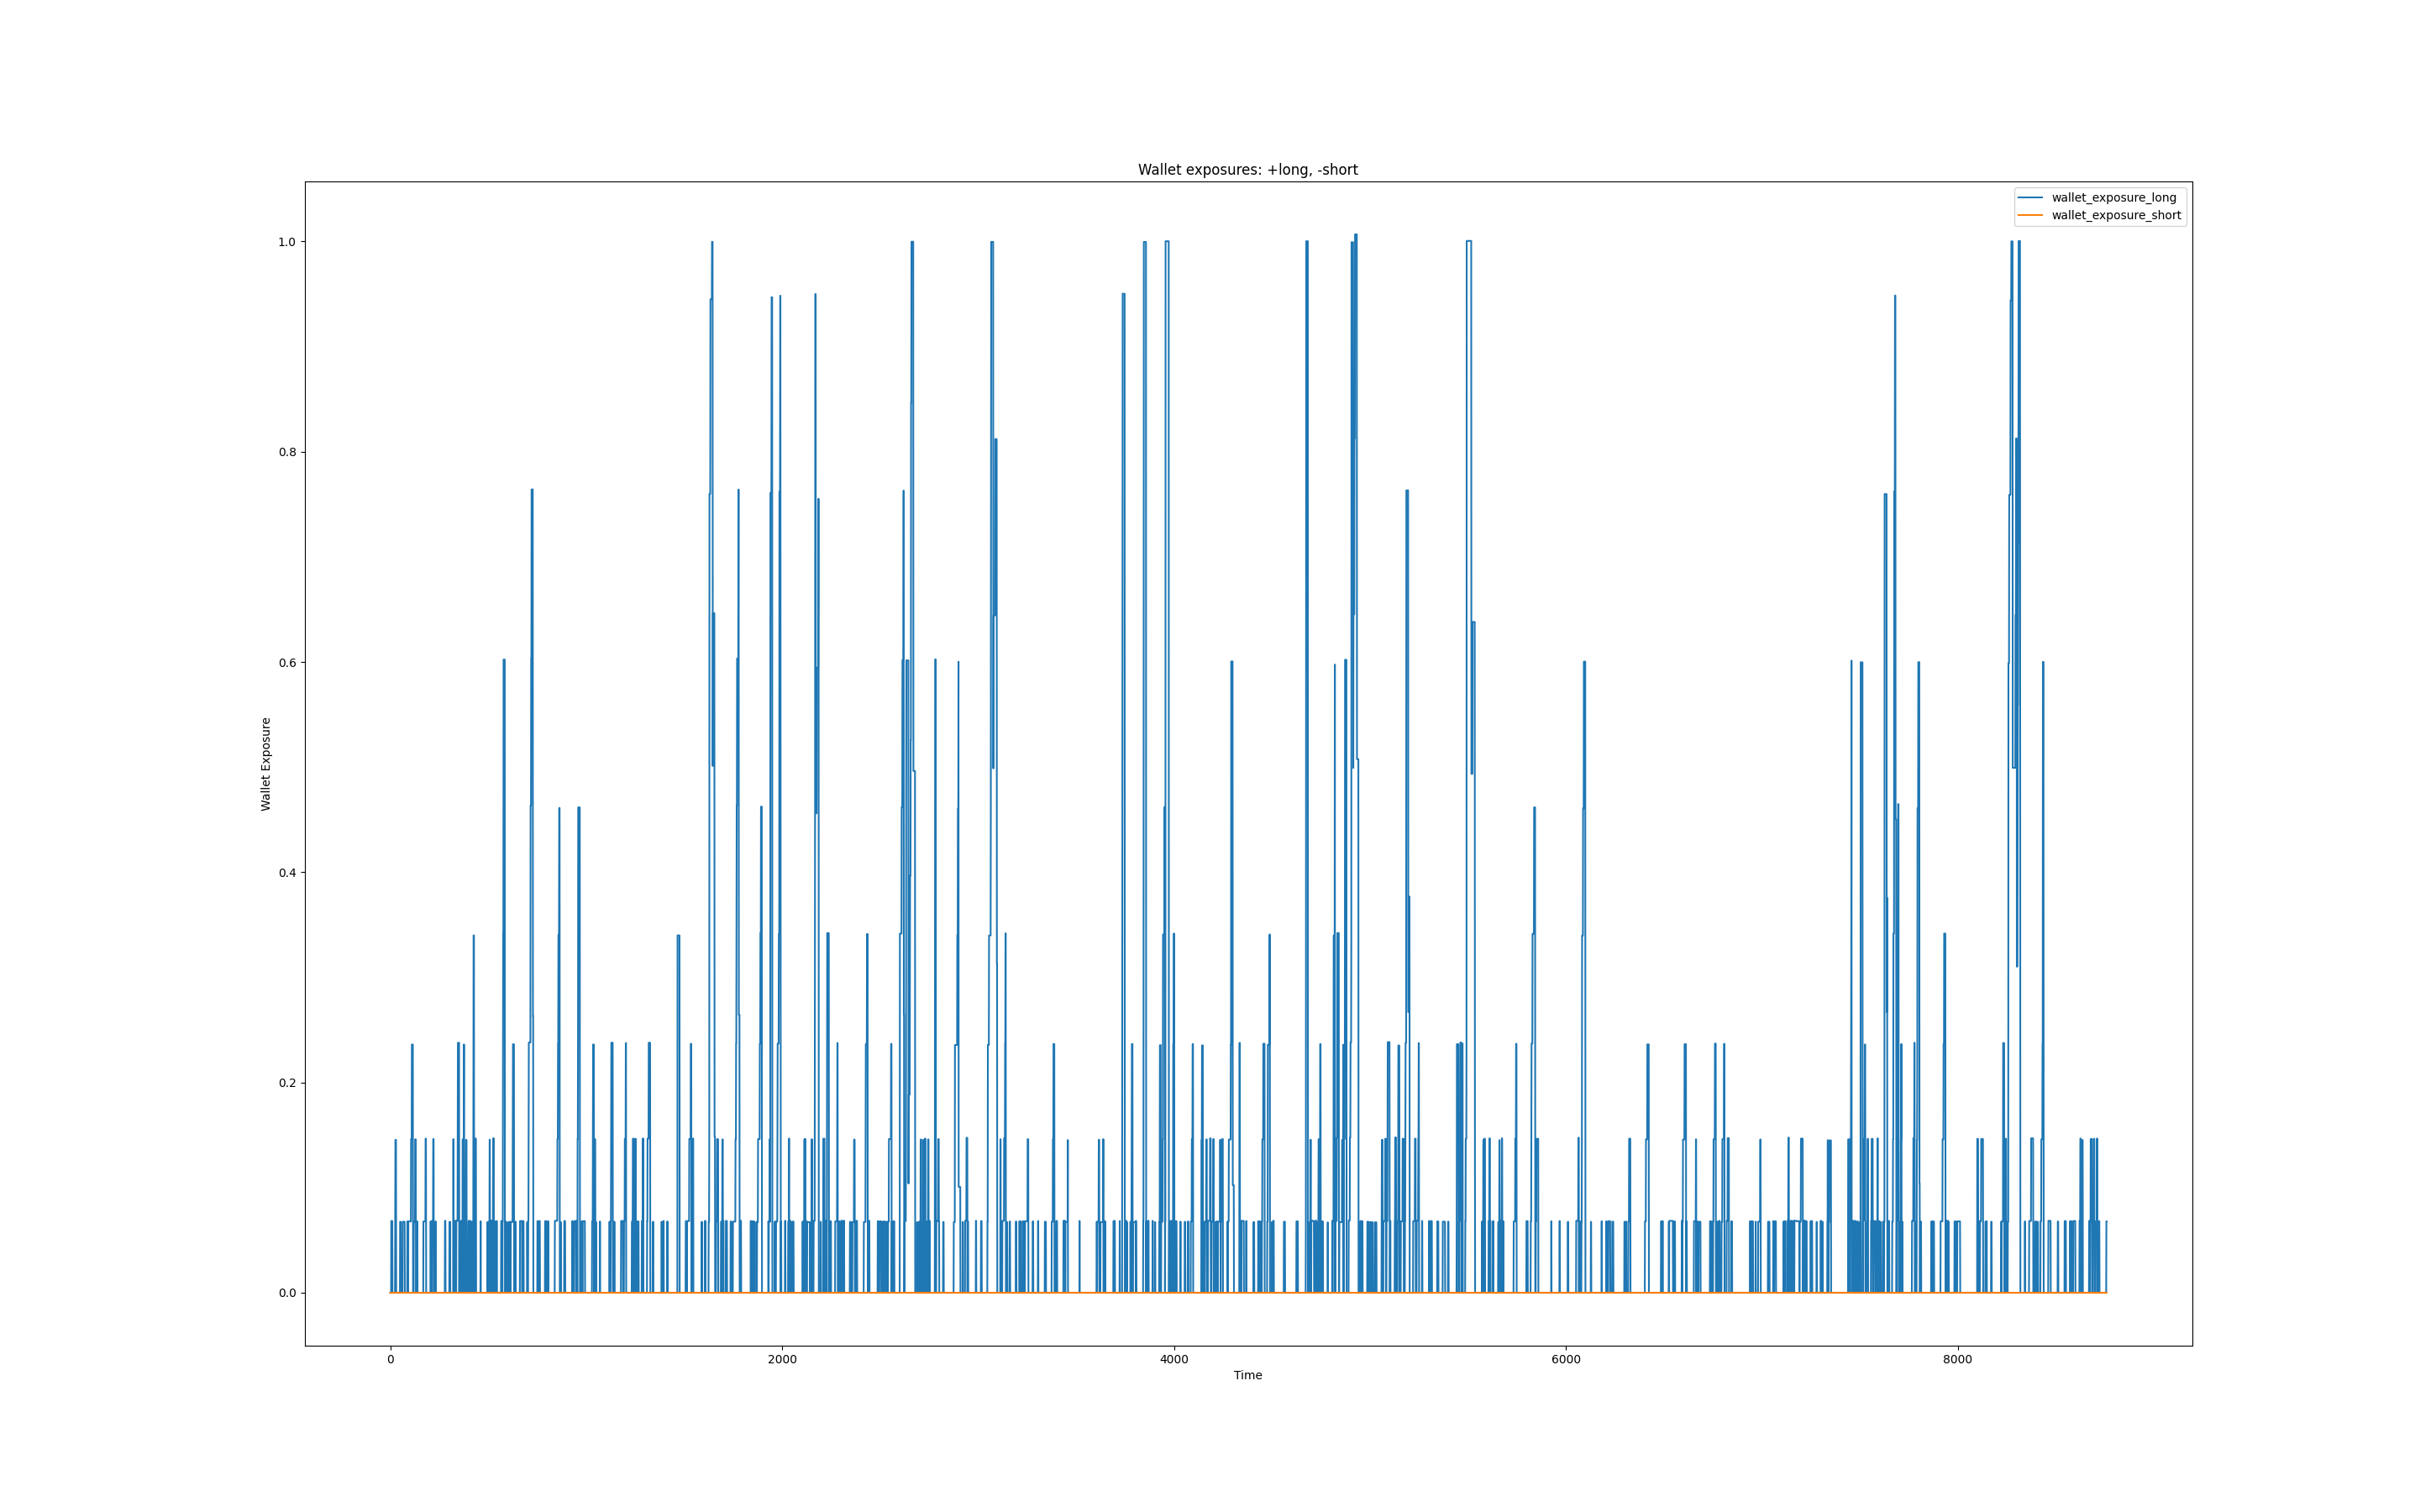 Wallet exposures: +long, -short
wallet_exposure_long
wallet_exposure_short
1.0
0.8
0.6
0.4
0.2
0.0
Wallet Exposure
0 2000 4000 6000 8000
Time